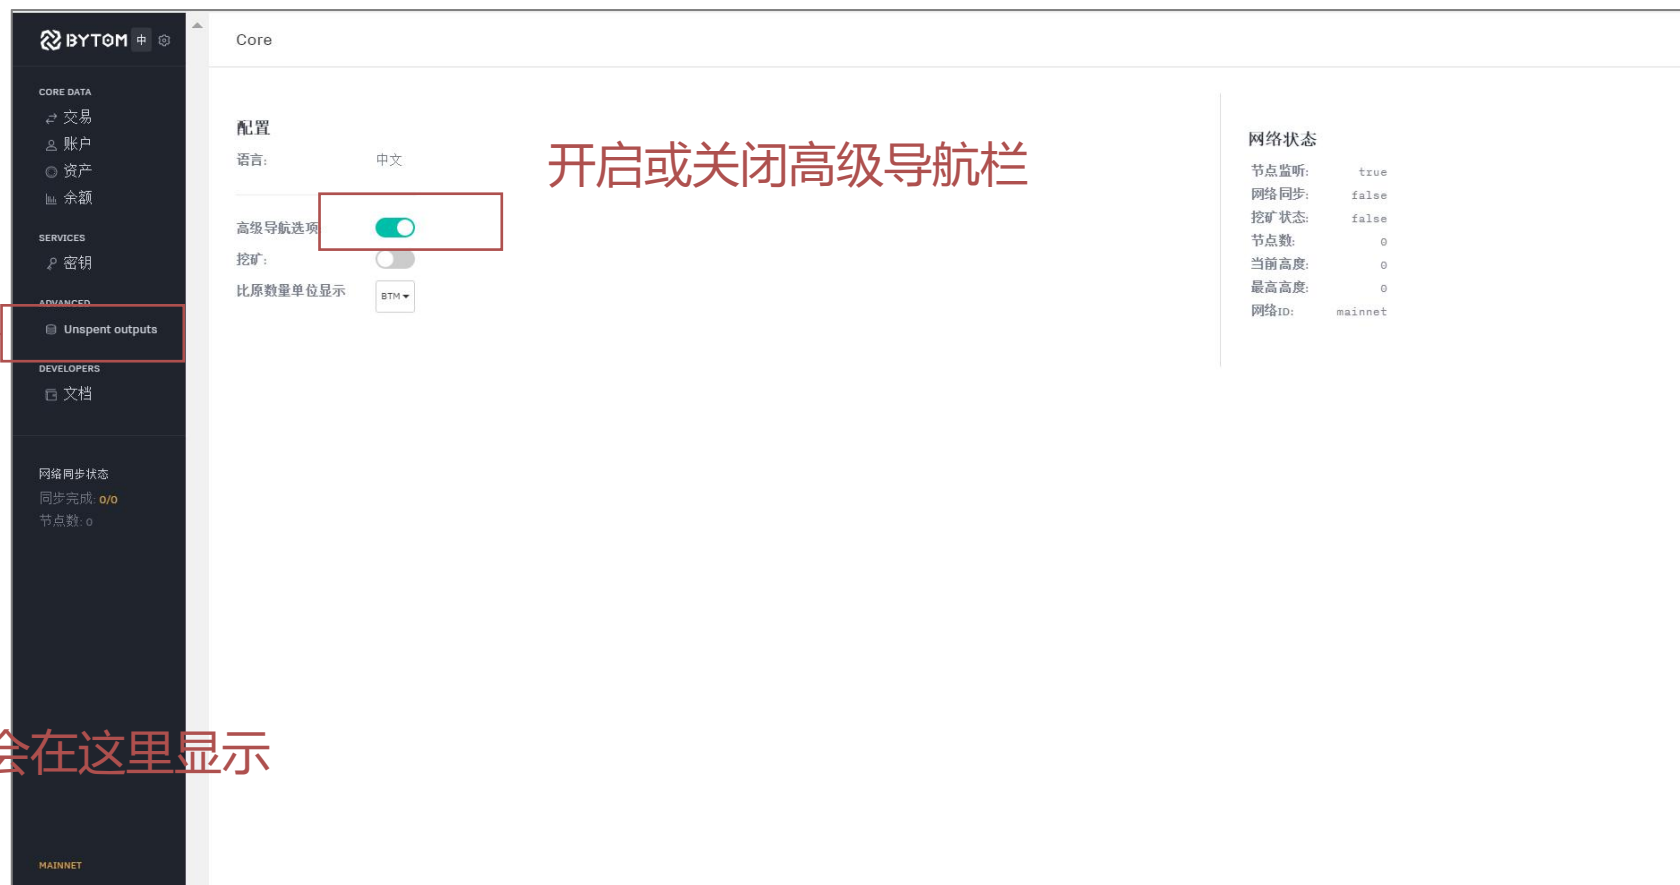 BYTOM 中
CORE DATA
交易
账户
资产
余额
SERVICES
密钥
ADVANCED
Unspent outputs
DEVELOPERS
文档
网络同步状态
同步完成: 0/0
节点数: 0
会在这里显示
MAINNET
Core
配置
语言: 中文
开启或关闭高级导航栏
高级导航选项
挖矿:
比原数量单位显示 BTM
网络状态
节点监听: true
网络同步: false
挖矿状态: false
节点数: 0
当前高度: 0
最高高度: 0
网络ID: mainnet